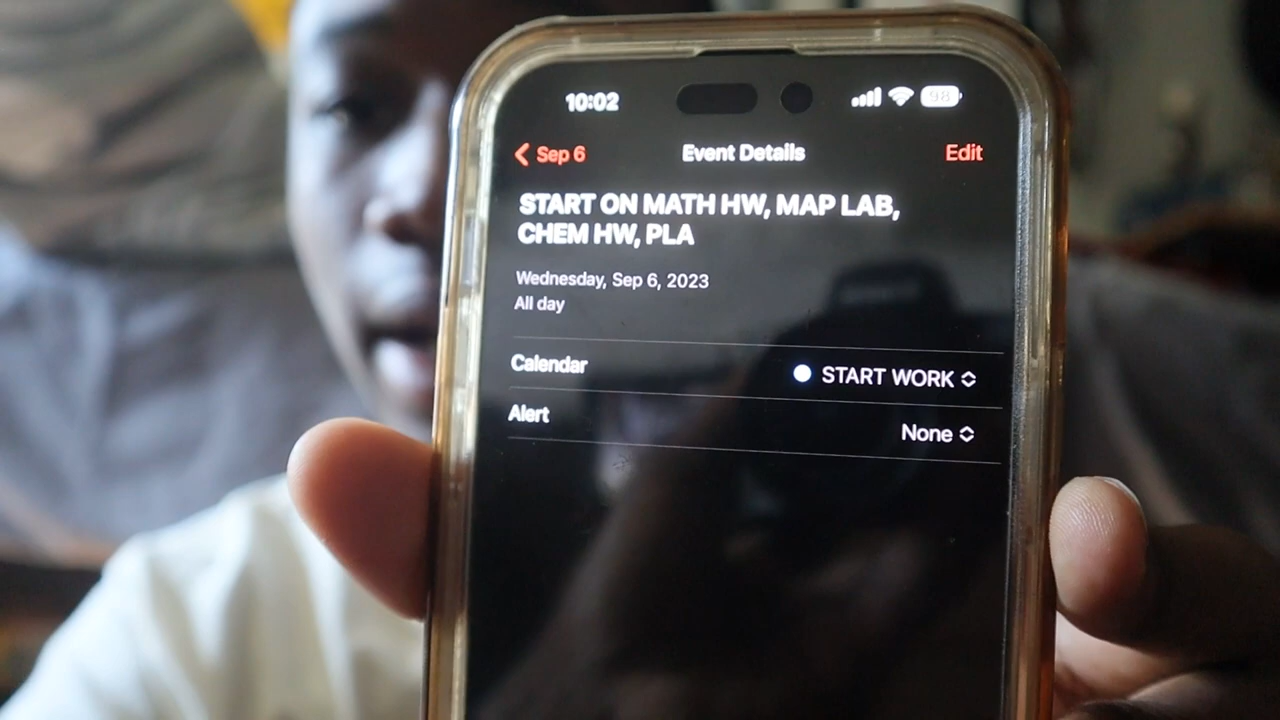 10:02
98
Sep 6
Event Details
Edit
START ON MATH HW, MAP LAB,
CHEM HW, PLA
Wednesday, Sep 6, 2023
All day
Calendar
START WORK
Alert
None